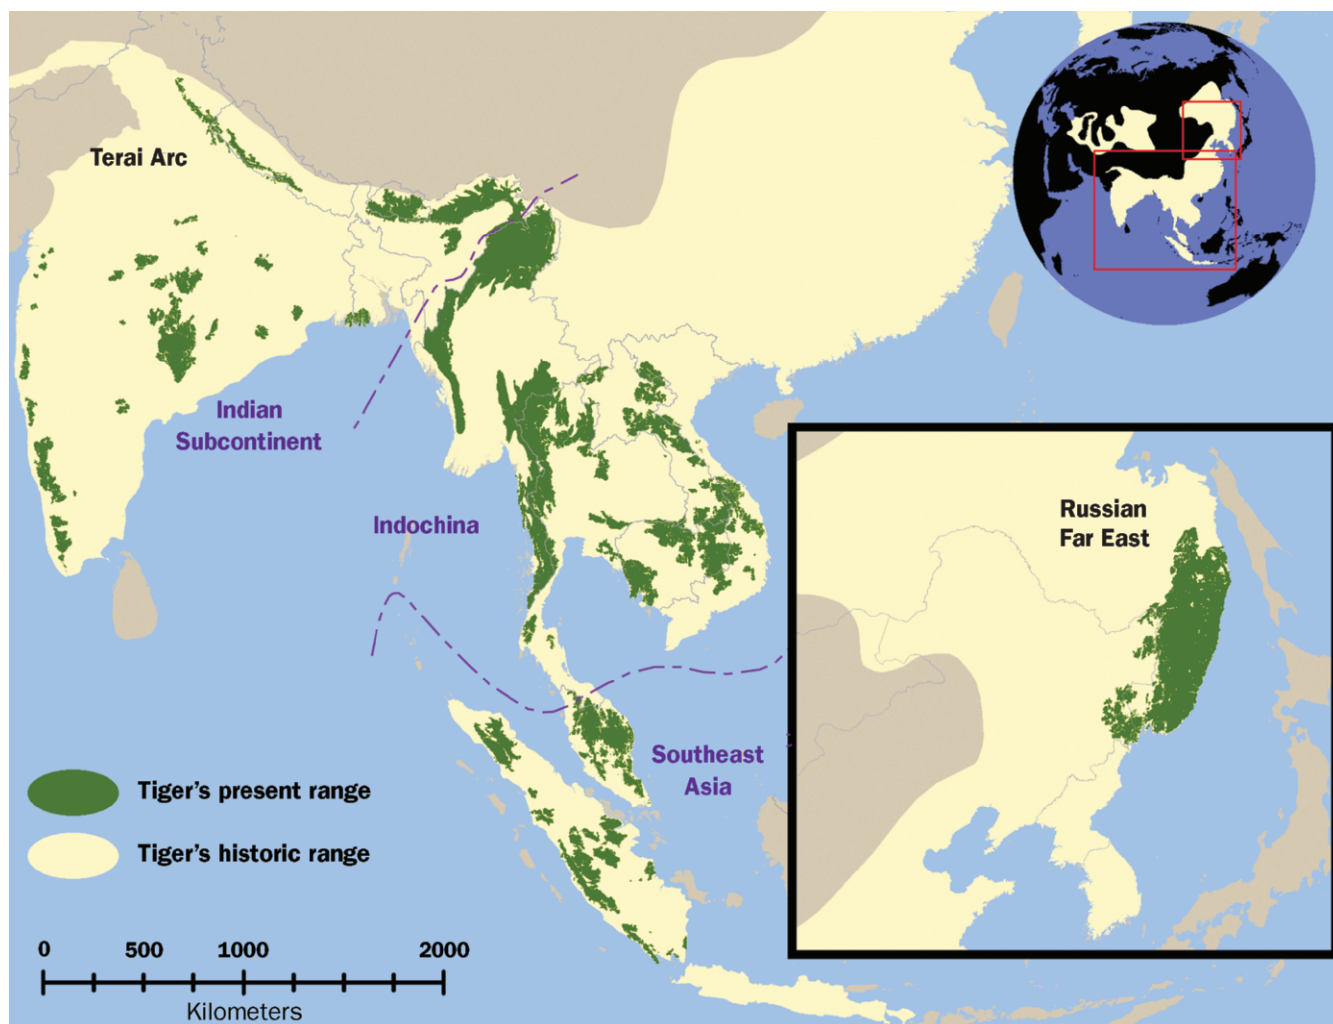 Terai Arc
Indian
Subcontinent
Indochina
Russian
Far East
Southeast
Asia
Tiger's present range
Tiger's historic range
0 500 1000 2000
Kilometers